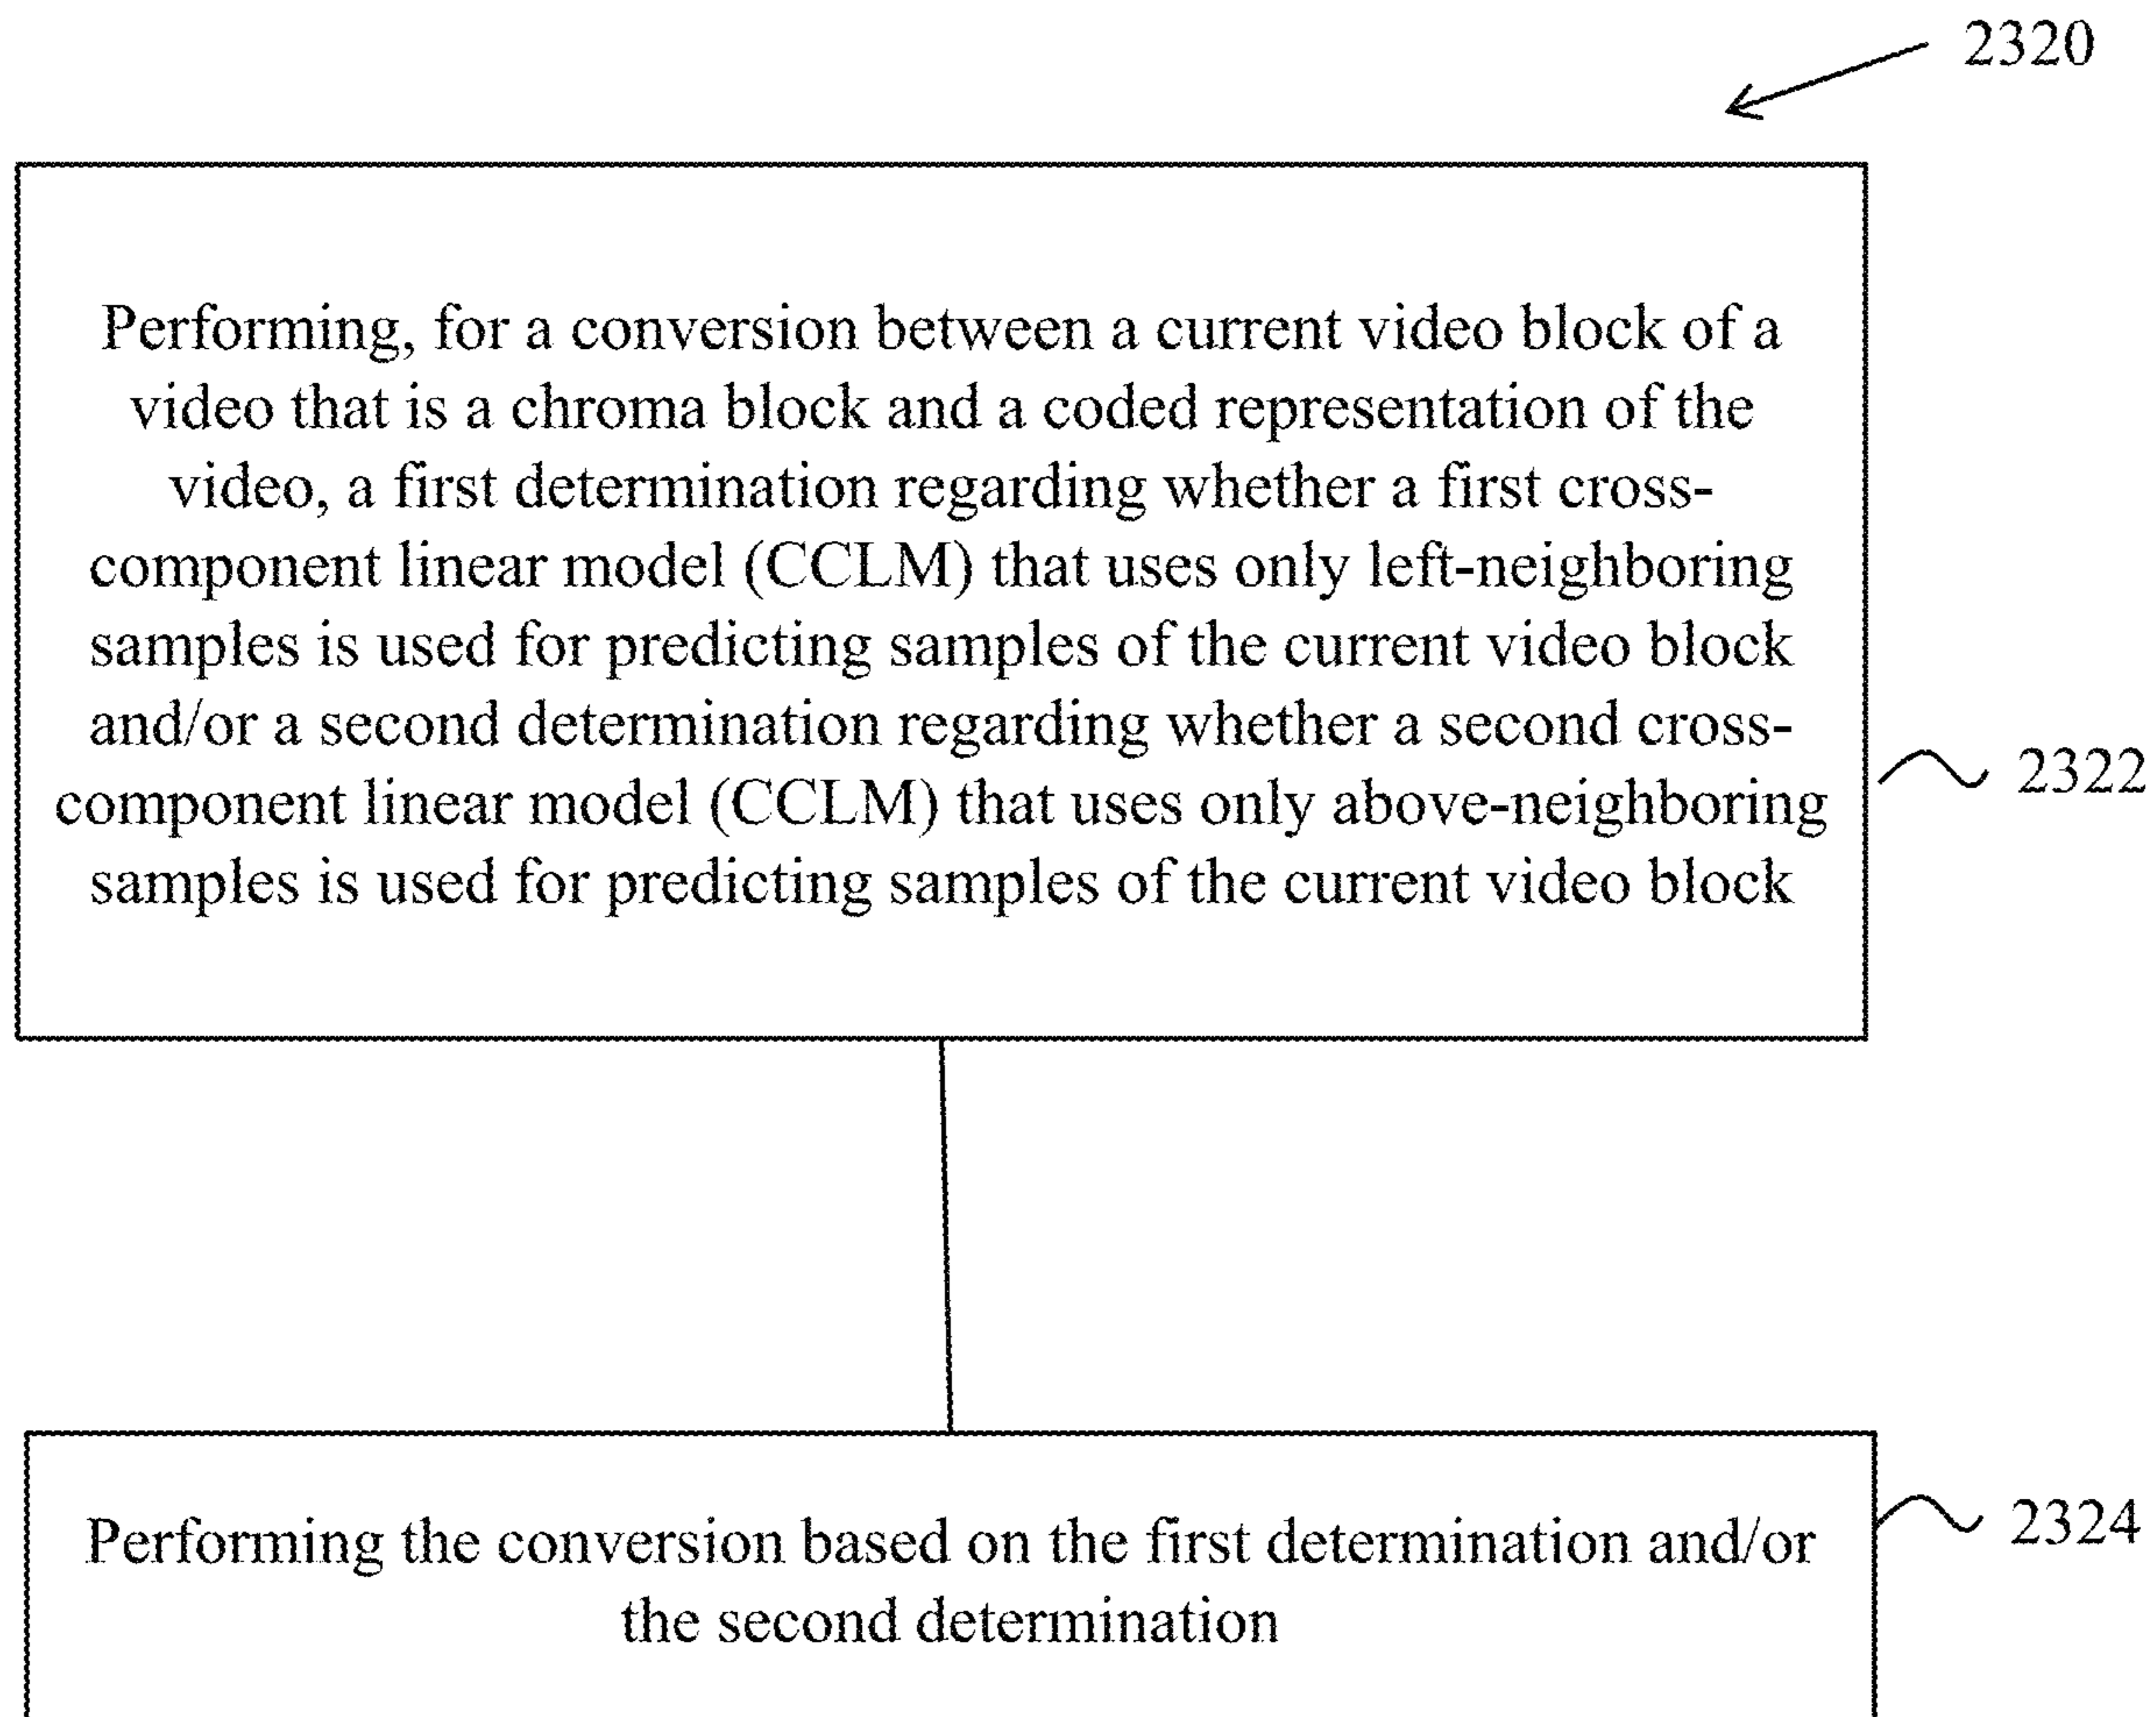 2320
Performing, for a conversion between a current video block of a
video that is a chroma block and a coded representation of the
video, a first determination regarding whether a first cross-
component linear model (CCLM) that uses only left-neighboring
samples is used for predicting samples of the current video block
and/or a second determination regarding whether a second cross-
component linear model (CCLM) that uses only above-neighboring
samples is used for predicting samples of the current video block
2322
Performing the conversion based on the first determination and/or
the second determination
2324